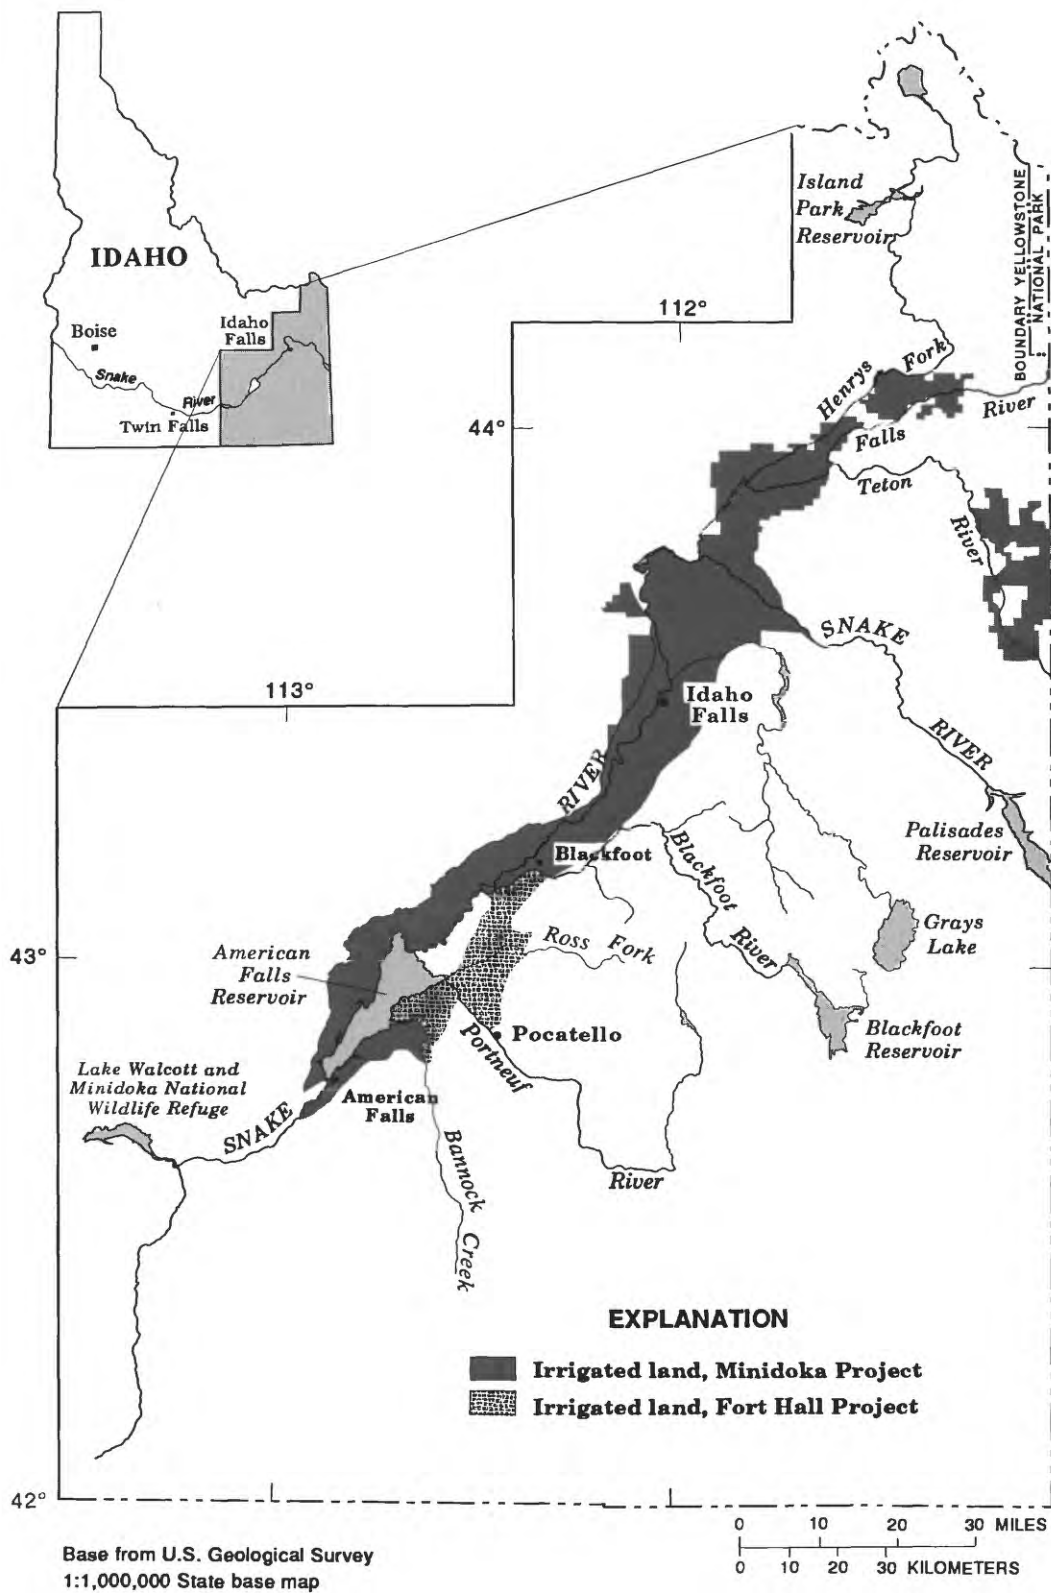 IDAHO
Boise
Idaho
Falls
Snake
River
Twin Falls
Island
Park
Reservoir
BOUNDARY YELLOWSTONE
NATIONAL PARK
112°
Henrys
Fork
44°
Falls
River
Teton
River
SNAKE
RIVER
113°
Idaho
Falls
RIVER
Palisades
Reservoir
Blackfoot
Blackfoot
River
Grays
Lake
43°
American
Falls
Reservoir
Ross
Fork
Pocatello
Blackfoot
Reservoir
Portneuf
River
Lake Walcott and
Minidoka National
Wildlife Refuge
SNAKE
American
Falls
Bannock
Creek
EXPLANATION
Irrigated land, Minidoka Project
Irrigated land, Fort Hall Project
42°
0 10 20 30 MILES
0 10 20 30 KILOMETERS
Base from U.S. Geological Survey
1:1,000,000 State base map